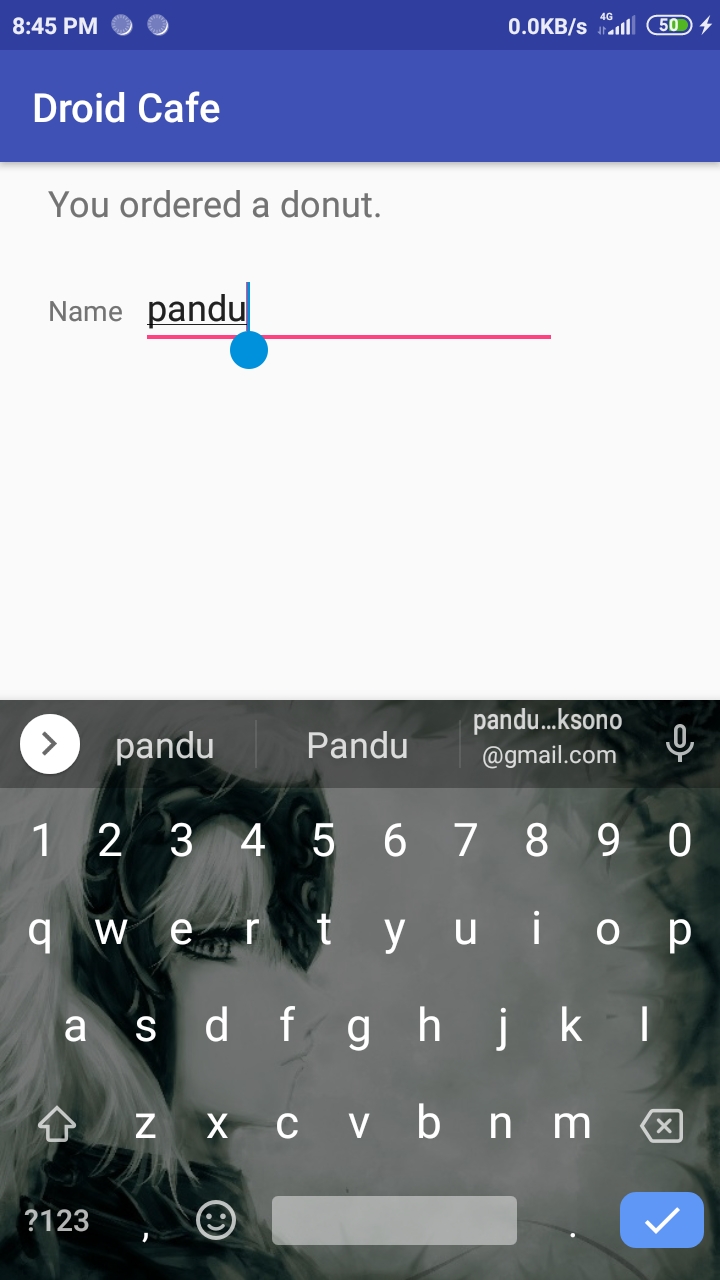 8:45 PM 0.0KB/s 4G 50
Droid Cafe
You ordered a donut.
Name pandu
pandu Pandu pandu...ksono
@gmail.com
1 2 3 4 5 6 7 8 9 0
q w e r t y u i o p
a s d f g h j k l
z x c v b n m
?123 , .